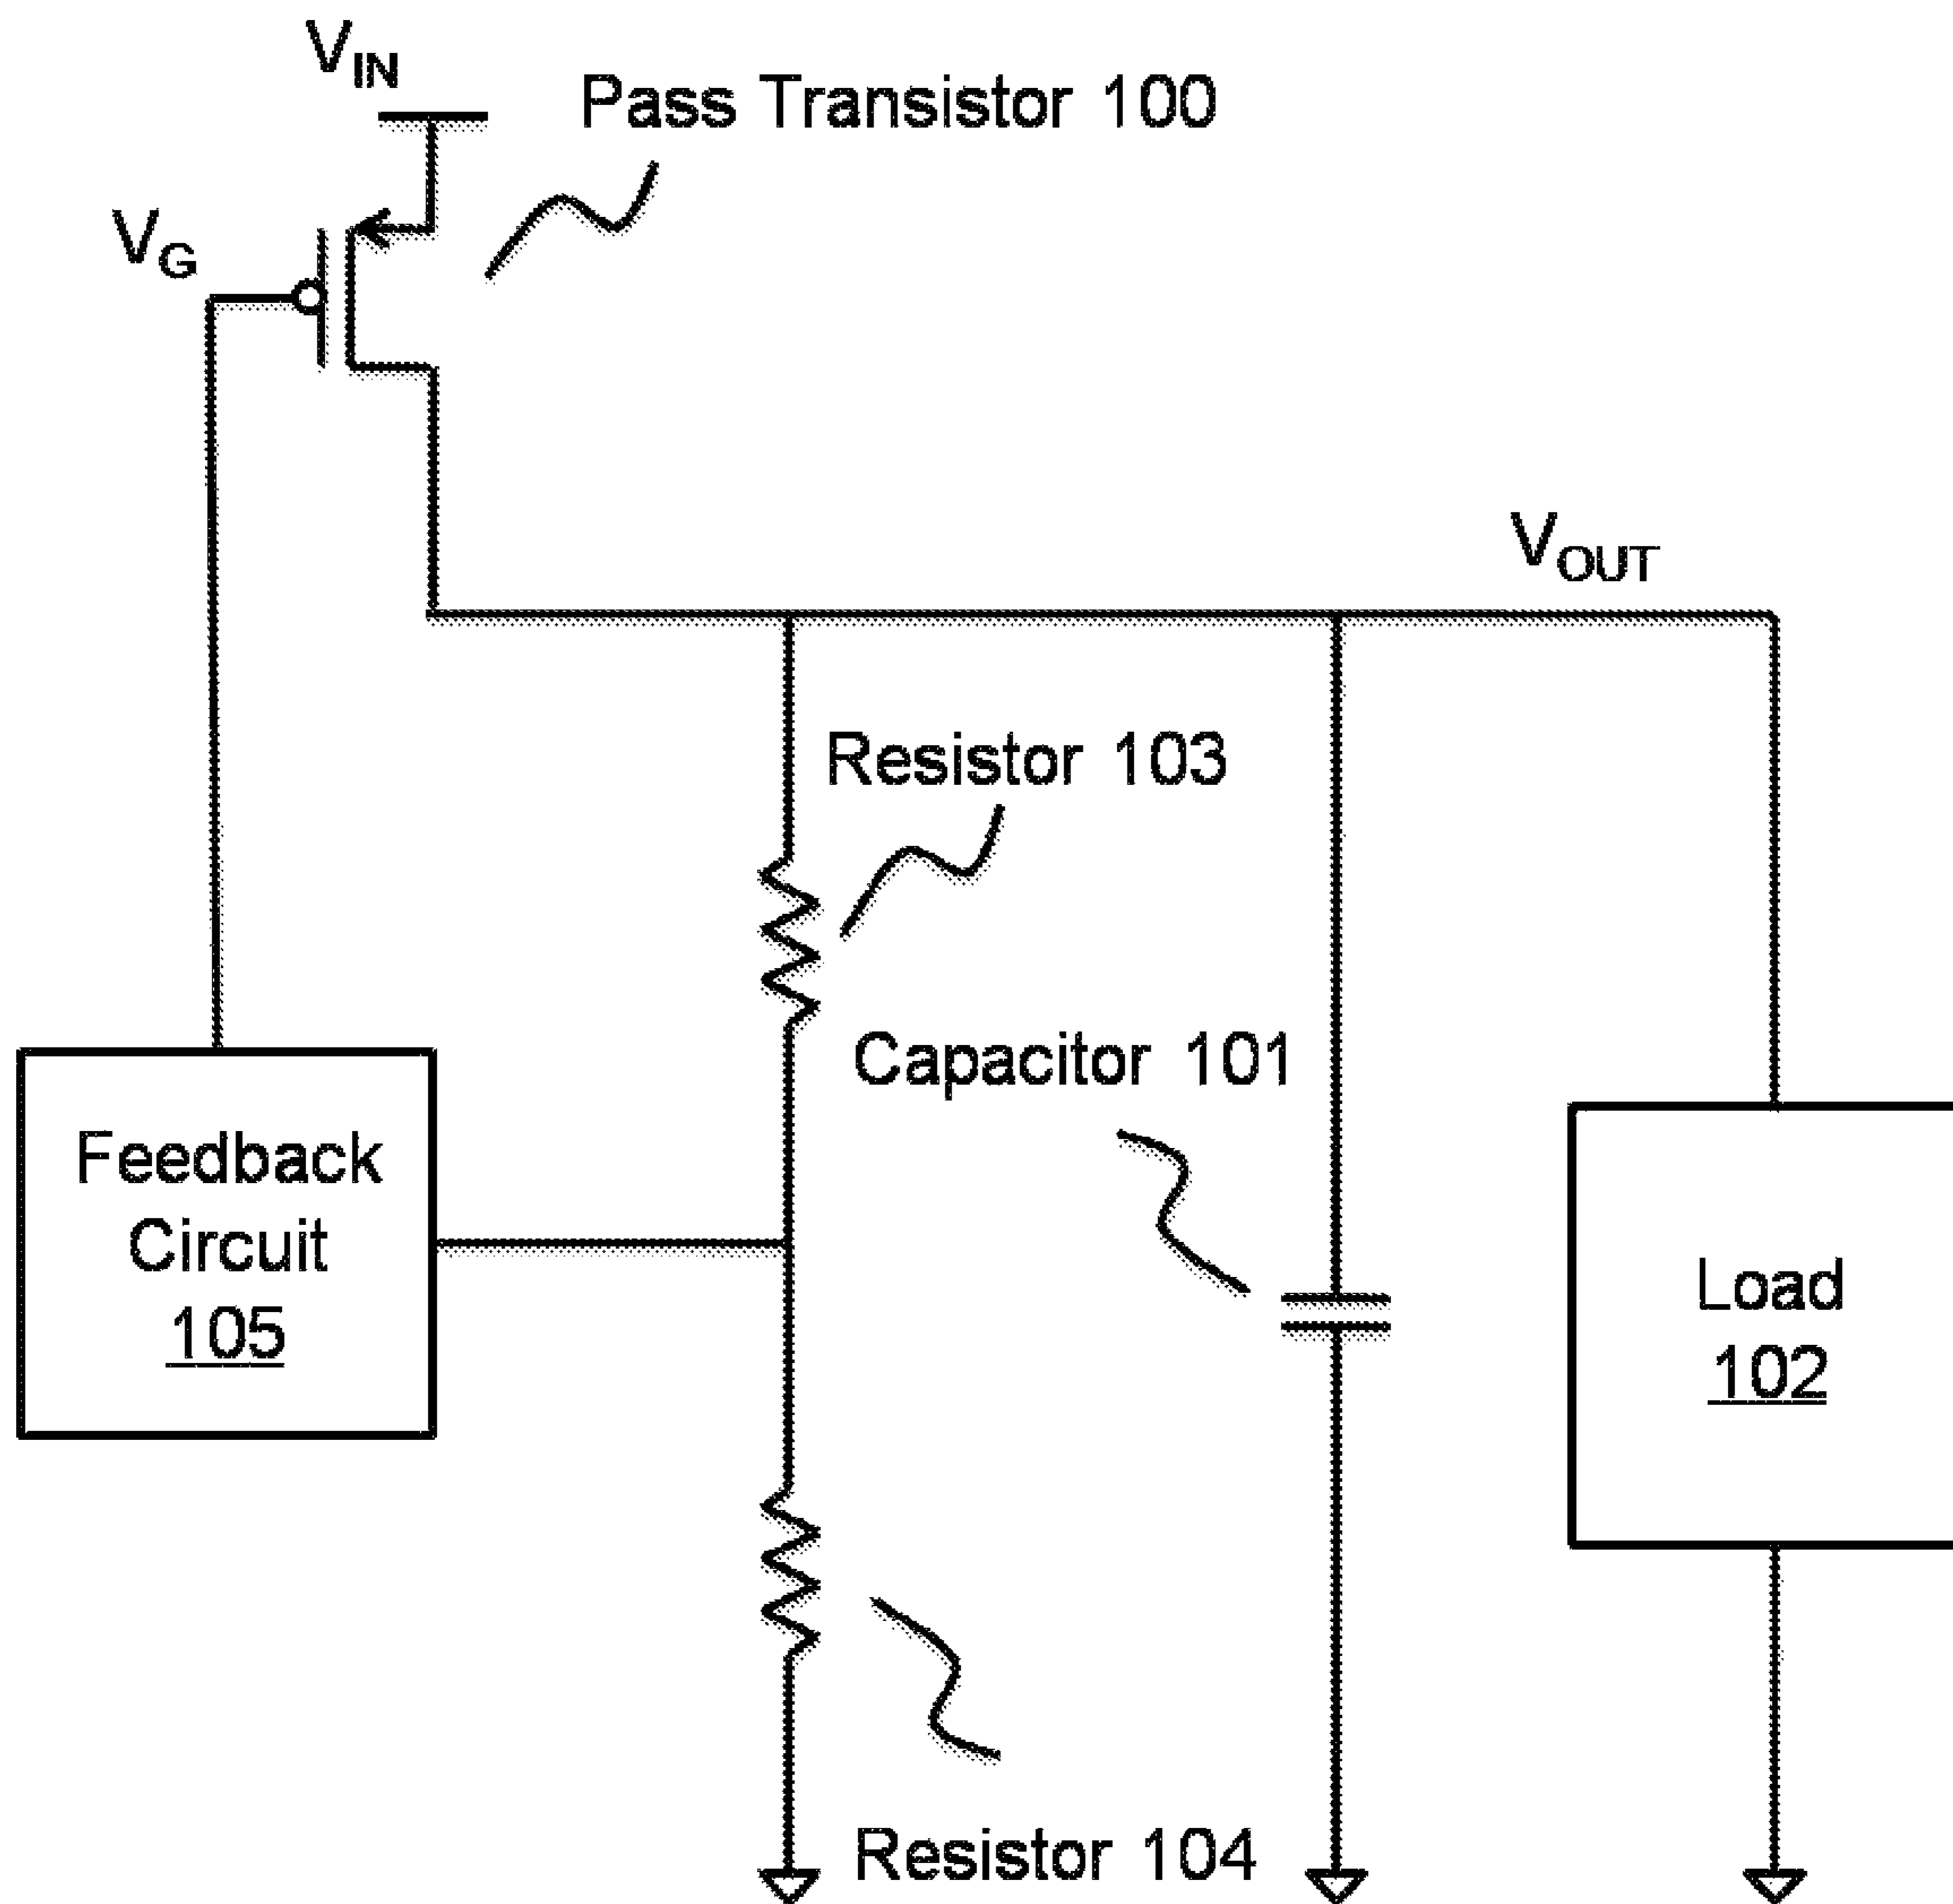 VIN
Pass Transistor 100
VG
VOUT
Resistor 103
Capacitor 101
Feedback
Circuit
105
Load
102
Resistor 104